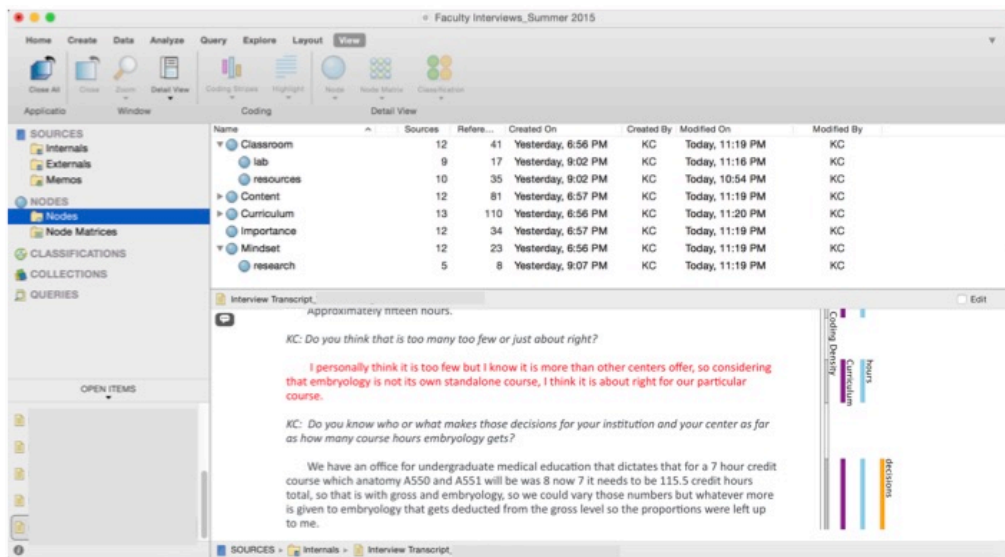 Faculty Interviews_Summer 2015
Home Create Data Analyze Query Explore Layout View
Close All Close Zoom Detail View Coding Stripes Highlight Node Node Matrix Classification
Applicatio Window Coding Detail View
SOURCES
Internals
Externals
Memos
NODES
Nodes
Node Matrices
CLASSIFICATIONS
COLLECTIONS
QUERIES
OPEN ITEMS
Name Sources Refere... Created On Created By Modified On Modified By
Classroom 12 41 Yesterday, 6:56 PM KC Today, 11:19 PM KC
lab 9 17 Yesterday, 9:02 PM KC Today, 11:16 PM KC
resources 10 35 Yesterday, 9:02 PM KC Today, 10:54 PM KC
Content 12 81 Yesterday, 6:57 PM KC Today, 11:19 PM KC
Curriculum 13 110 Yesterday, 6:56 PM KC Today, 11:20 PM KC
Importance 12 34 Yesterday, 6:57 PM KC Today, 11:19 PM KC
Mindset 12 23 Yesterday, 6:56 PM KC Today, 11:19 PM KC
research 5 8 Yesterday, 9:07 PM KC Today, 11:19 PM KC
Interview Transcript_ Edit
Approximately fifteen hours.
KC: Do you think that is too many too few or just about right?
I personally think it is too few but I know it is more than other centers offer, so considering
that embryology is not its own standalone course, I think it is about right for our particular
course.
KC: Do you know who or what makes those decisions for your institution and your center as far
as how many course hours embryology gets?
We have an office for undergraduate medical education that dictates that for a 7 hour credit
course which anatomy A550 and A551 will be was 8 now 7 it needs to be 115.5 credit hours
total, so that is with gross and embryology, so we could vary those numbers but whatever more
is given to embryology that gets deducted from the gross level so the proportions were left up
to me.
Coding Density
Curriculum
hours
decisions
SOURCES Internals Interview Transcript_